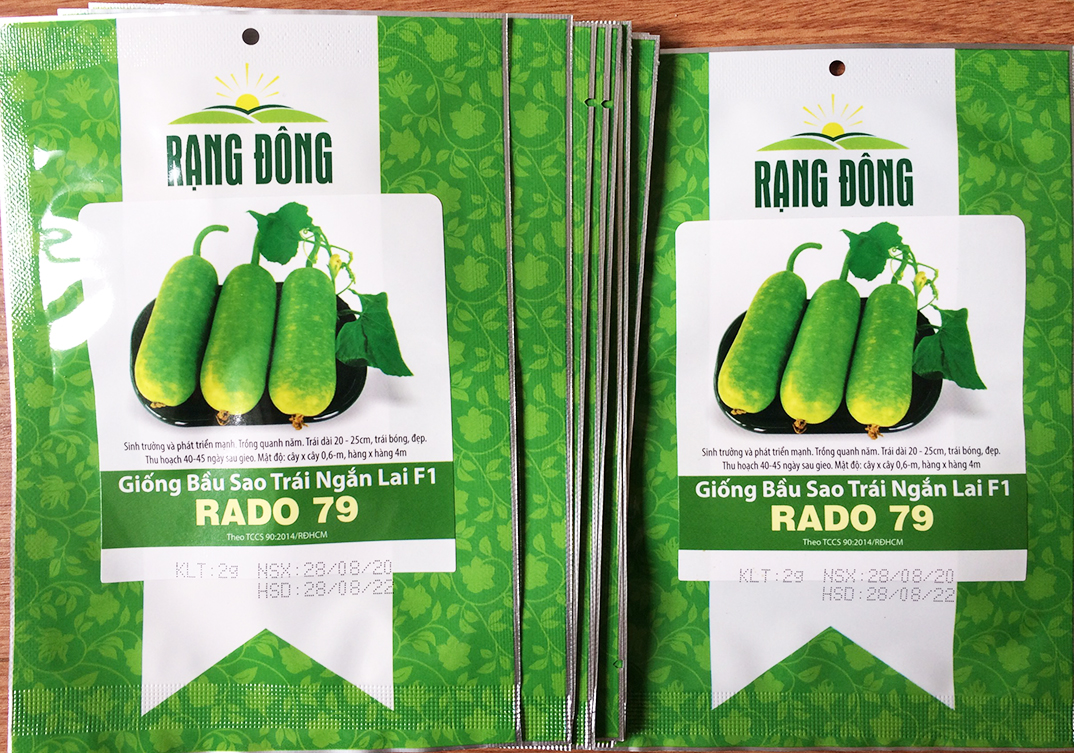 RẠNG ĐÔNG
Sinh trưởng và phát triển mạnh. Trồng quanh năm. Trái dài 20 - 25cm, trái bóng, đẹp.
Thu hoạch 40-45 ngày sau gieo. Mật độ: cây x cây 0,6-m, hàng x hàng 4m
Giống Bầu Sao Trái Ngắn Lai F1
RADO 79
Theo TCCS 90:2014/RĐHCM
KLT:2g NSX:28/08/20
HSD:28/08/22
RẠNG ĐÔNG
Sinh trưởng và phát triển mạnh. Trồng quanh năm. Trái dài 20 - 25cm, trái bóng, đẹp.
Thu hoạch 40-45 ngày sau gieo. Mật độ: cây x cây 0,6-m, hàng x hàng 4m
Giống Bầu Sao Trái Ngắn Lai F1
RADO 79
Theo TCCS 90:2014/RĐHCM
KLT:2g NSX:28/08/20
HSD:28/08/22